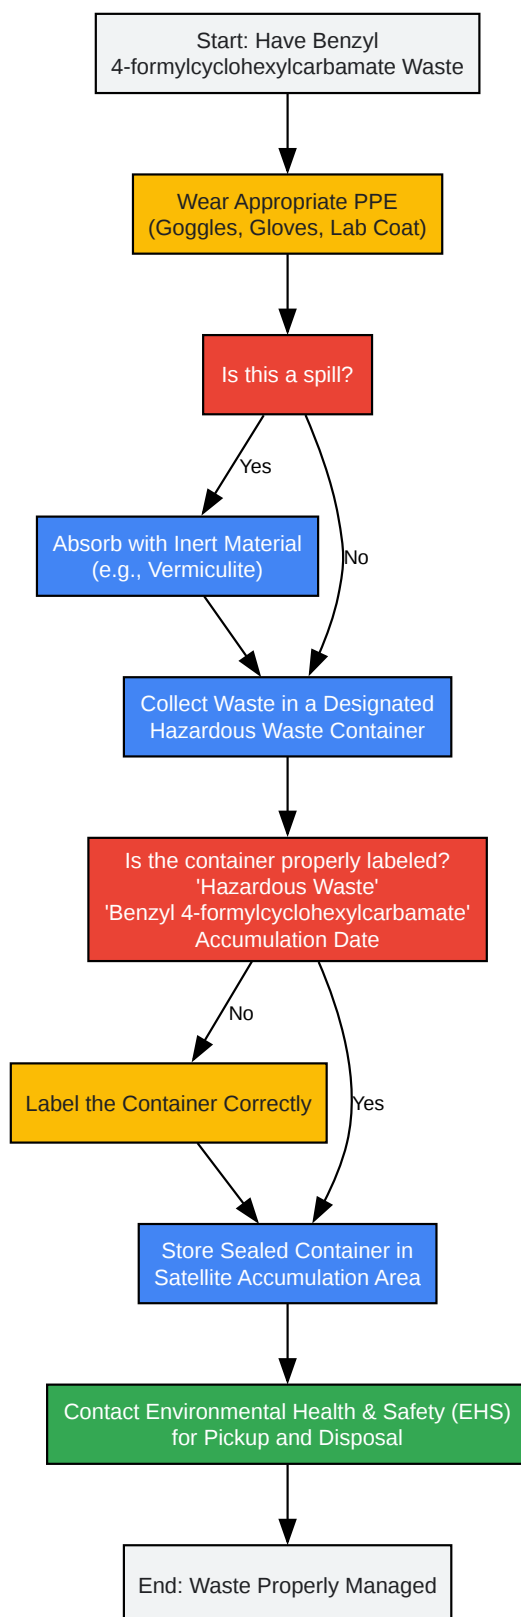 Start: Have Benzyl
4-formylcyclohexylcarbamate Waste
Wear Appropriate PPE
(Goggles, Gloves, Lab Coat)
Is this a spill?
Yes
Absorb with Inert Material
(e.g., Vermiculite)
No
Collect Waste in a Designated
Hazardous Waste Container
Is the container properly labeled?
'Hazardous Waste'
'Benzyl 4-formylcyclohexylcarbamate'
Accumulation Date
No
Label the Container Correctly
Yes
Store Sealed Container in
Satellite Accumulation Area
Contact Environmental Health & Safety (EHS)
for Pickup and Disposal
End: Waste Properly Managed